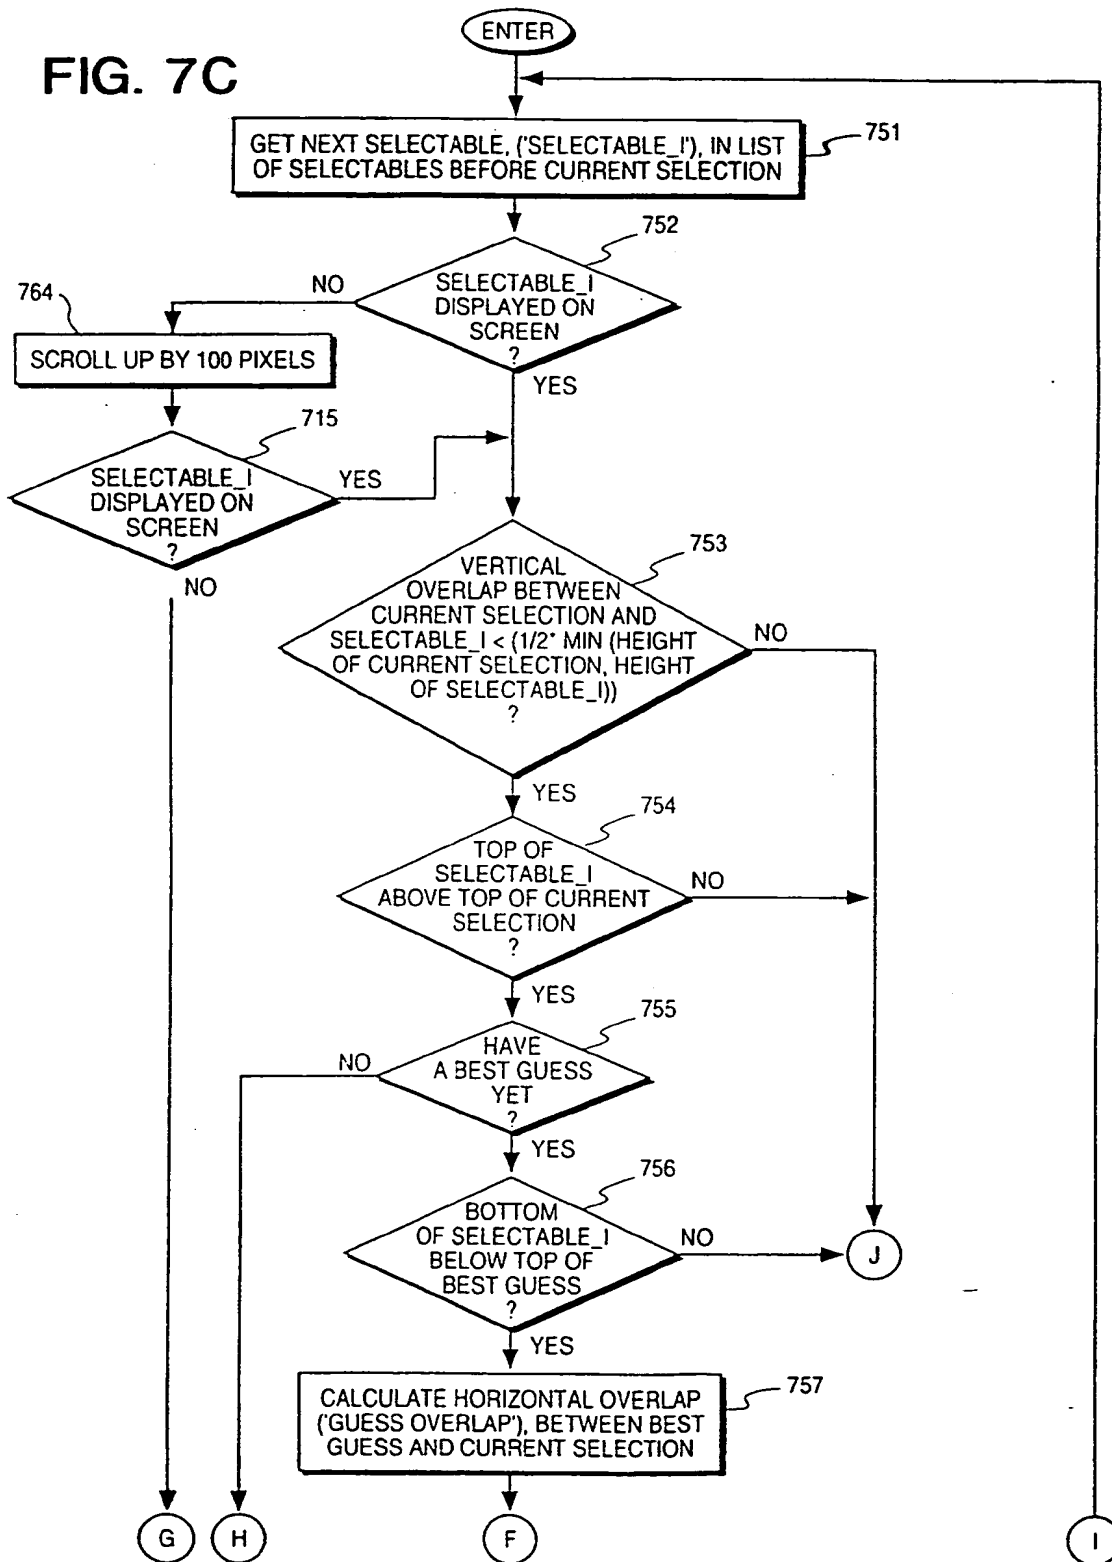 FIG. 7C
ENTER
GET NEXT SELECTABLE, ('SELECTABLE_I'), IN LIST
OF SELECTABLES BEFORE CURRENT SELECTION
751
752
SELECTABLE_I
DISPLAYED ON
SCREEN
?
NO
YES
764
SCROLL UP BY 100 PIXELS
715
SELECTABLE_I
DISPLAYED ON
SCREEN
?
YES
NO
753
VERTICAL
OVERLAP BETWEEN
CURRENT SELECTION AND
SELECTABLE_I < (1/2* MIN (HEIGHT
OF CURRENT SELECTION, HEIGHT
OF SELECTABLE_I))
?
NO
YES
754
TOP OF
SELECTABLE_I
ABOVE TOP OF CURRENT
SELECTION
?
NO
YES
755
HAVE
A BEST GUESS
YET
?
NO
YES
756
BOTTOM
OF SELECTABLE_I
BELOW TOP OF
BEST GUESS
?
NO
J
YES
CALCULATE HORIZONTAL OVERLAP
('GUESS OVERLAP'), BETWEEN BEST
GUESS AND CURRENT SELECTION
757
G
H
F
I